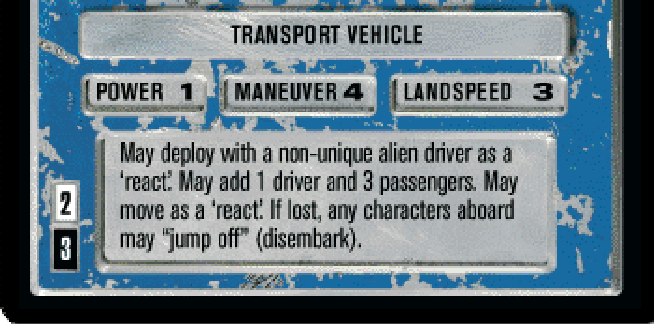 TRANSPORT VEHICLE
POWER 1 MANEUVER 4 LANDSPEED 3
May deploy with a non-unique alien driver as a
'react'. May add 1 driver and 3 passengers. May
move as a 'react'. If lost, any characters aboard
may "jump off" (disembark).
2
3